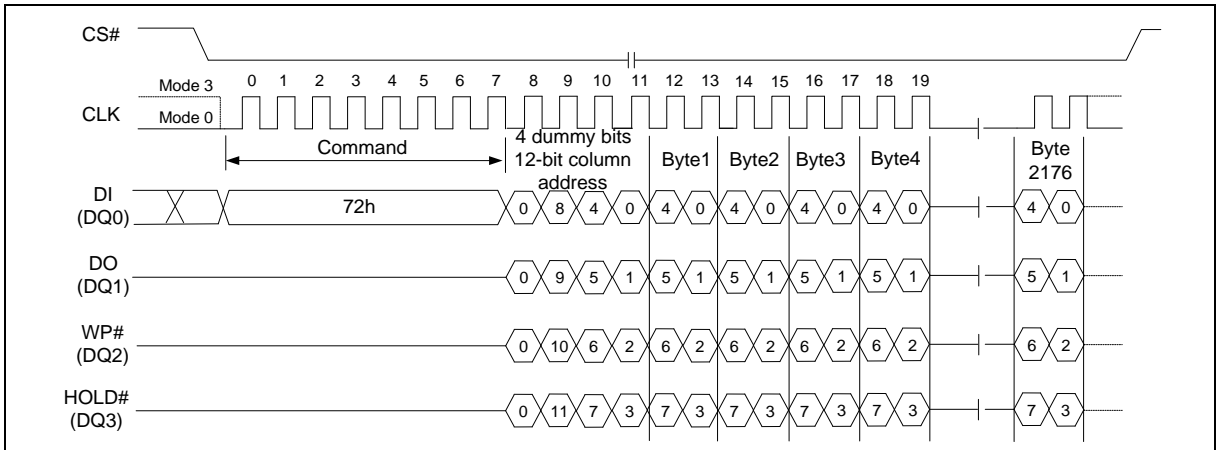 CS#
Mode 3
0 1 2 3 4 5 6 7 8 9 10 11 12 13 14 15 16 17 18 19
CLK
Mode 0
Command
4 dummy bits
12-bit column
address
Byte1 Byte2 Byte3 Byte4
Byte
2176
DI
(DQ0)
72h
0 8 4 0 4 0 4 0 4 0 4 0 4 0
DO
(DQ1)
0 9 5 1 5 1 5 1 5 1 5 1 5 1
WP#
(DQ2)
0 10 6 2 6 2 6 2 6 2 6 2 6 2
HOLD#
(DQ3)
0 11 7 3 7 3 7 3 7 3 7 3 7 3